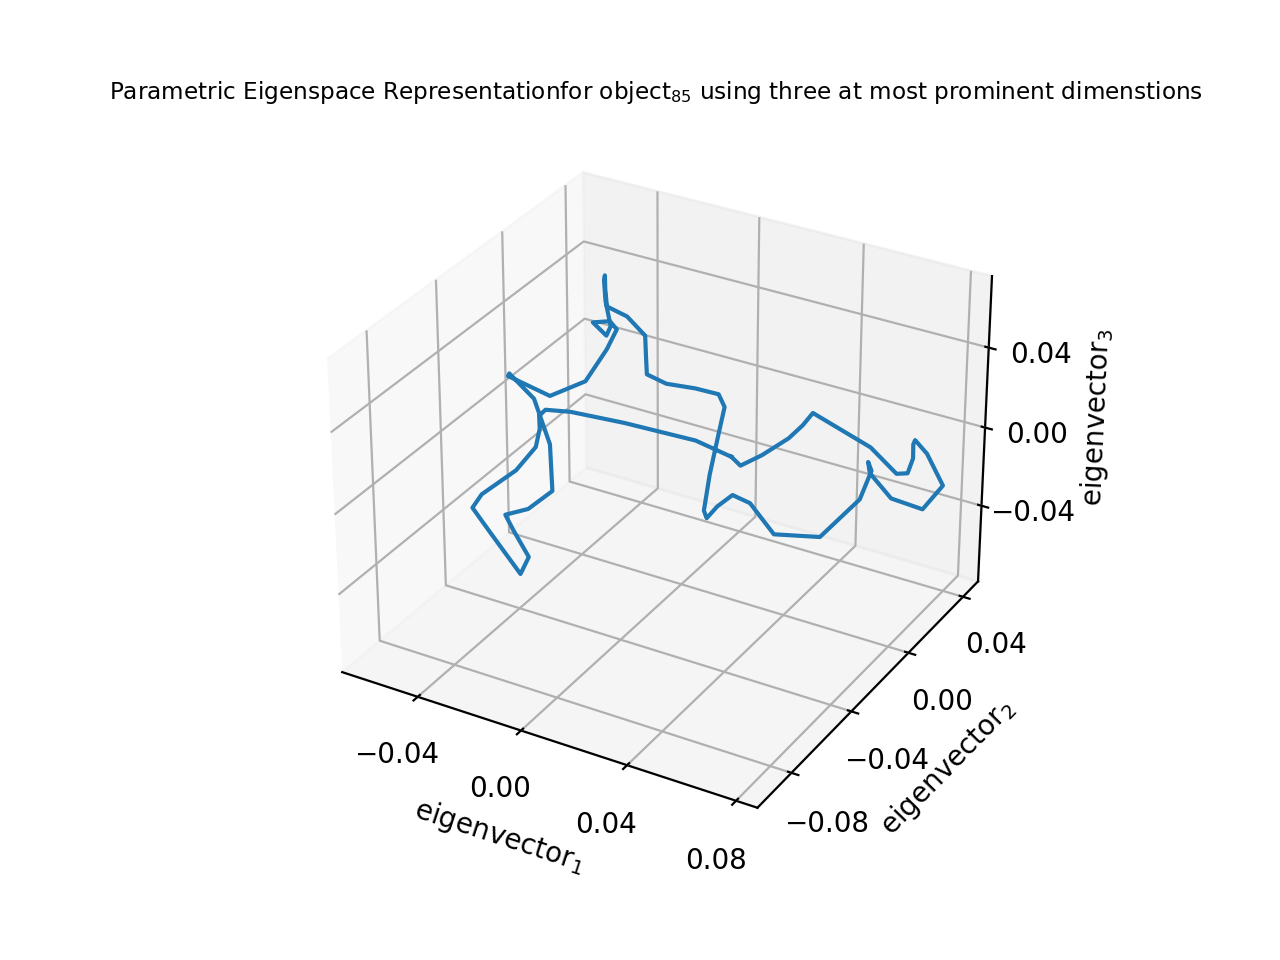 Parametric Eigenspace Representationfor object₈₅ using three at most prominent dimenstions
0.04
eigenvector₃
0.00
−0.04
0.04
0.00
−0.04
eigenvector₂
−0.08
−0.04
0.00
0.04
0.08
eigenvector₁